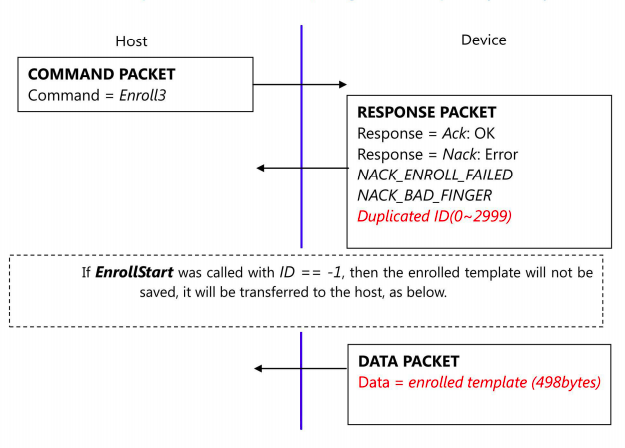 Host
Device
COMMAND PACKET
Command = Enroll3
RESPONSE PACKET
Response = Ack: OK
Response = Nack: Error
NACK_ENROLL_FAILED
NACK_BAD_FINGER
Duplicated ID(0~2999)
If EnrollStart was called with ID == -1, then the enrolled template will not be
saved, it will be transferred to the host, as below.
DATA PACKET
Data = enrolled template (498bytes)